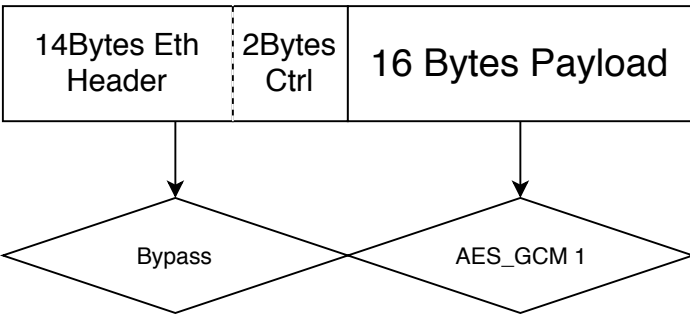 14Bytes Eth
Header
2Bytes
Ctrl
16 Bytes Payload
Bypass
AES_GCM 1